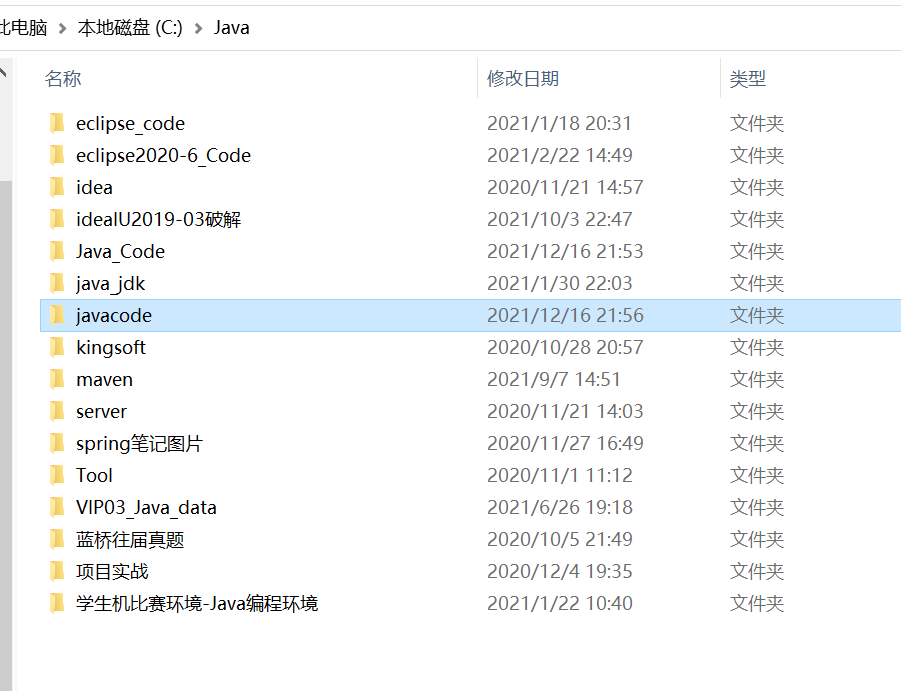 此电脑 > 本地磁盘 (C:) > Java
名称 修改日期 类型
eclipse_code 2021/1/18 20:31 文件夹
eclipse2020-6_Code 2021/2/22 14:49 文件夹
idea 2020/11/21 14:57 文件夹
ideaIU2019-03破解 2021/10/3 22:47 文件夹
Java_Code 2021/12/16 21:53 文件夹
java_jdk 2021/1/30 22:03 文件夹
javacode 2021/12/16 21:56 文件夹
kingsoft 2020/10/28 20:57 文件夹
maven 2021/9/7 14:51 文件夹
server 2020/11/21 14:03 文件夹
spring笔记图片 2020/11/27 16:49 文件夹
Tool 2020/11/1 11:12 文件夹
VIP03_Java_data 2021/6/26 19:18 文件夹
蓝桥往届真题 2020/10/5 21:49 文件夹
项目实战 2020/12/4 19:35 文件夹
学生机比赛环境-Java编程环境 2021/1/22 10:40 文件夹